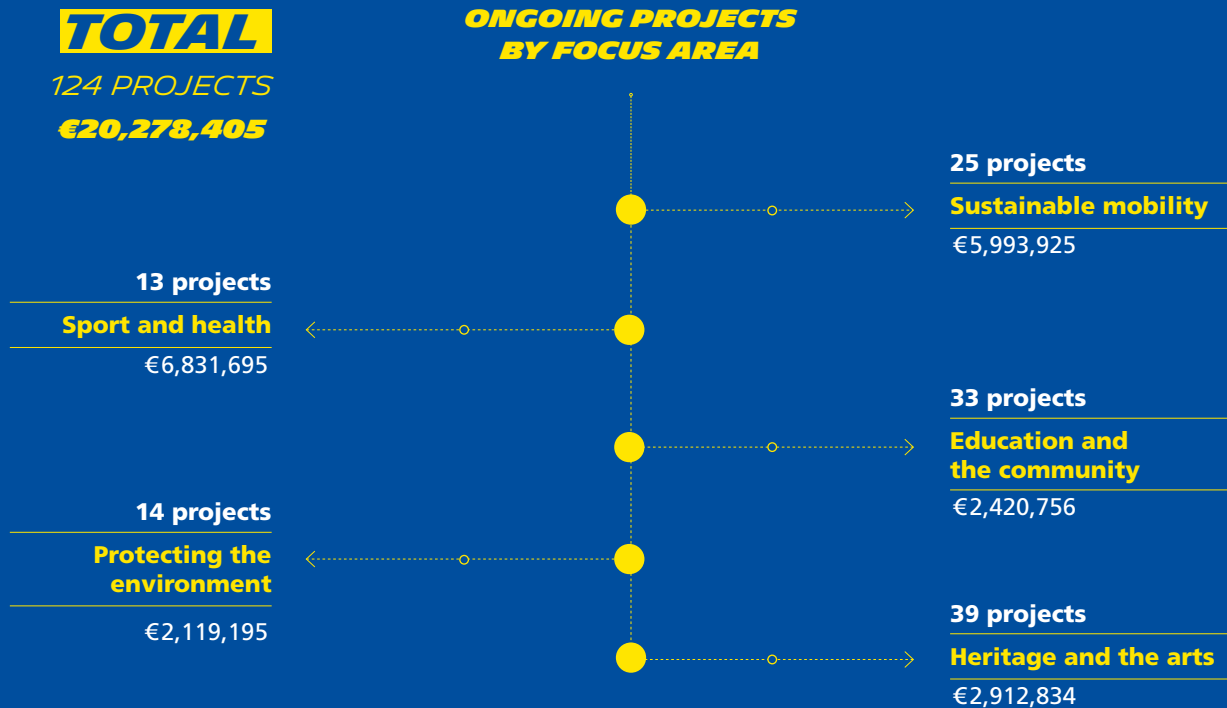 TOTAL
124 PROJECTS
€20,278,405
ONGOING PROJECTS
BY FOCUS AREA
25 projects
Sustainable mobility
€5,993,925
13 projects
Sport and health
€6,831,695
33 projects
Education and
the community
€2,420,756
14 projects
Protecting the
environment
€2,119,195
39 projects
Heritage and the arts
€2,912,834